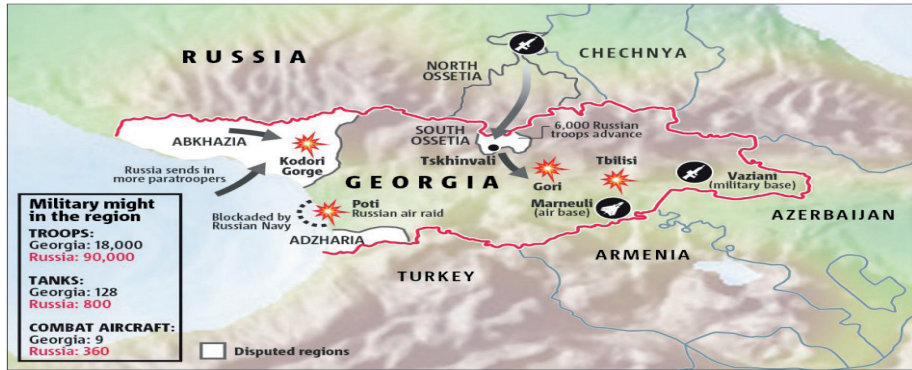 RUSSIA
CHECHNYA
NORTH
OSSETIA
ABKHAZIA
Kodori
Gorge
SOUTH
OSSETIA
6,000 Russian
troops advance
Tskhinvali
Tbilisi
Russia sends in
more paratroopers
GEORGIA
Gori
Vaziani
(military base)
Poti
Russian air raid
Marneuli
(air base)
Blockaded by
Russian Navy
ADZHARIA
AZERBAIJAN
ARMENIA
TURKEY
Military might
in the region
TROOPS:
Georgia: 18,000
Russia: 90,000
TANKS:
Georgia: 128
Russia: 800
COMBAT AIRCRAFT:
Georgia: 9
Russia: 360
Disputed regions